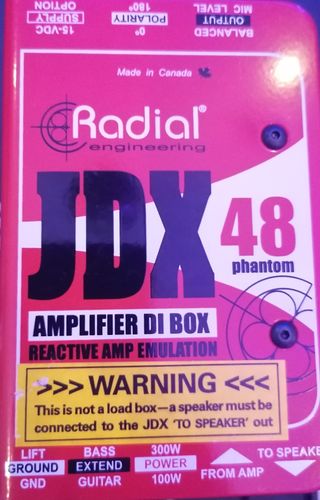 15-VDC SUPPLY OPTION
0° POLARITY 180°
BALANCED OUTPUT MIC LEVEL
Made in Canada
Radial®
engineering
JDX
48
phantom
AMPLIFIER DI BOX
REACTIVE AMP EMULATION
>>> WARNING <<<
This is not a load box—a speaker must be
connected to the JDX 'TO SPEAKER' out
LIFT BASS 300W TO SPEAKER
GROUND EXTEND POWER FROM AMP
GND GUITAR 100W